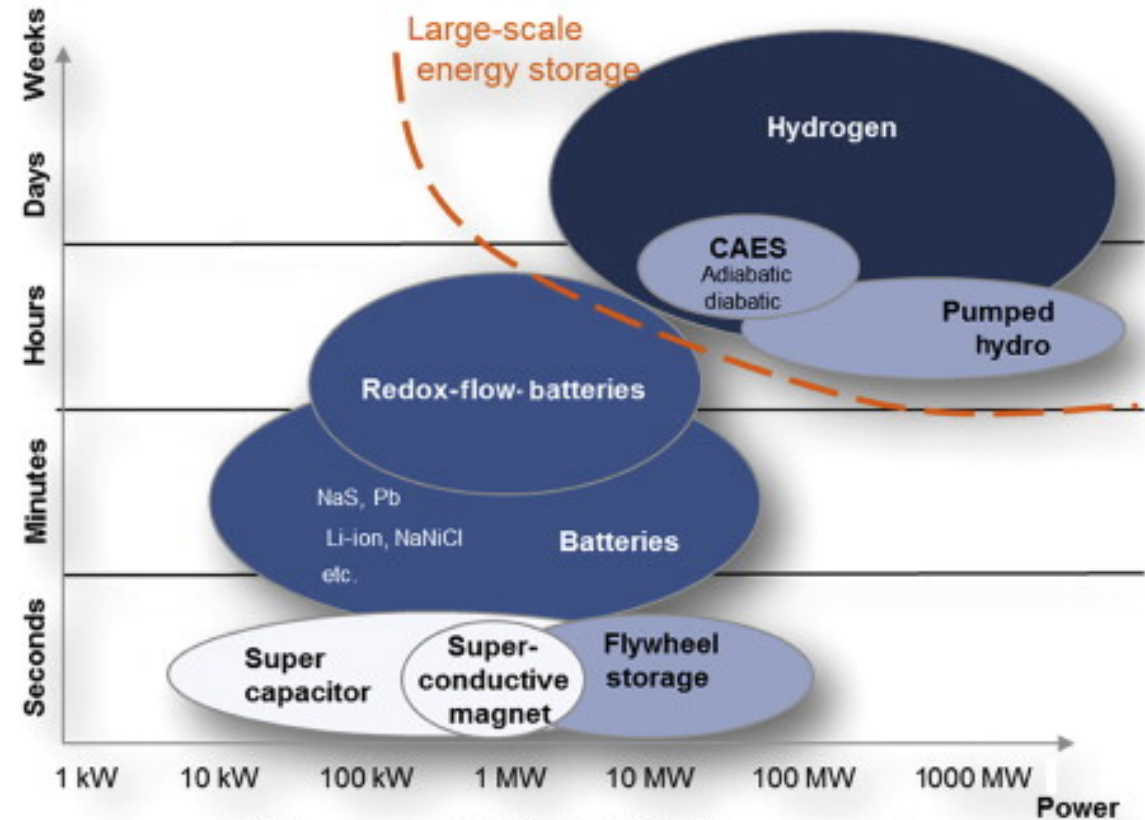 Large-scale
energy storage
Weeks
Days
Hours
Minutes
Seconds
Hydrogen
CAES
Adiabatic
diabatic
Pumped
hydro
Redox-flow-batteries
NaS, Pb
Li-ion, NaNiCl
etc.
Batteries
Super
capacitor
Super-
conductive
magnet
Flywheel
storage
1 kW 10 kW 100 kW 1 MW 10 MW 100 MW 1000 MW
Power